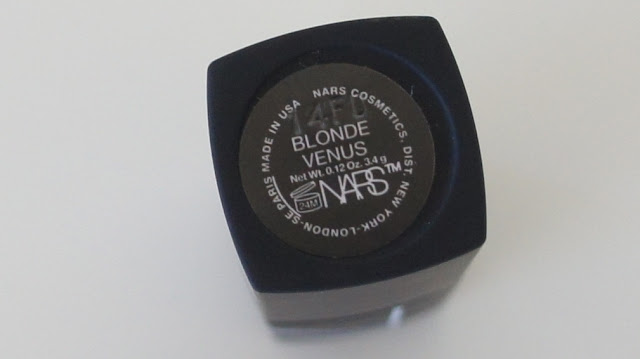 14FU
BLONDE
VENUS
Net Wt. 0.12 Oz. 3.4 g
24M
NARS™
MADE IN USA NARS COSMETICS, DIST. NEW YORK-LONDON-SE PARIS